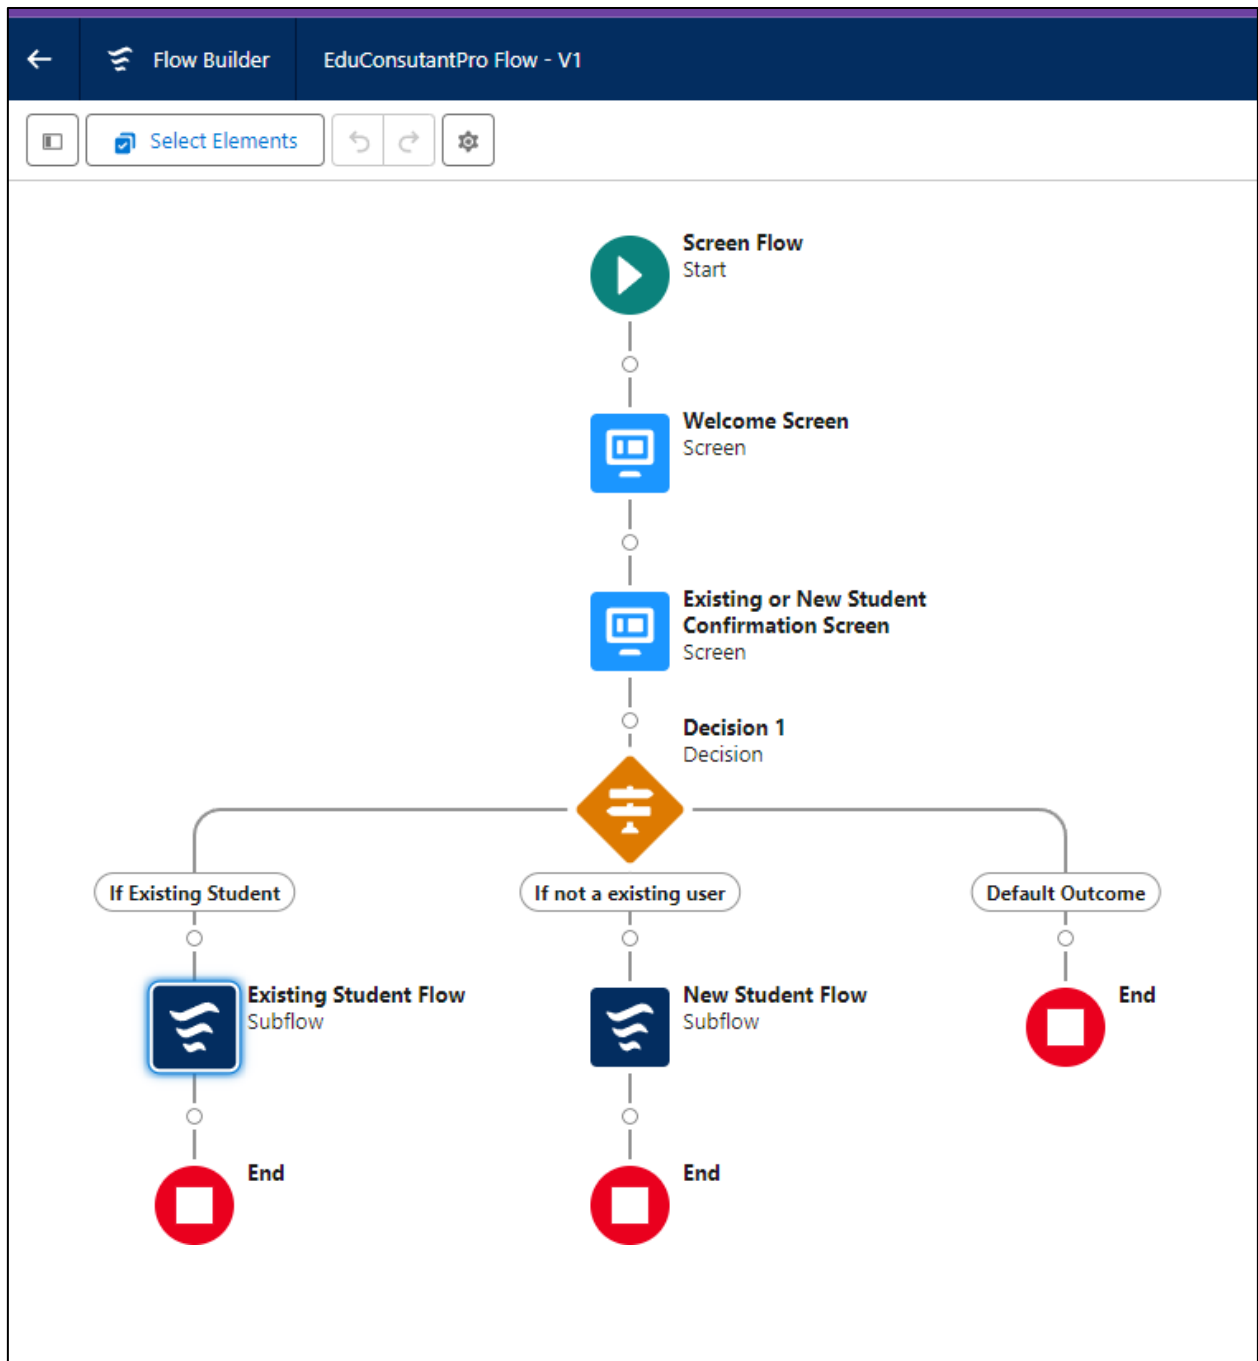 Flow Builder
EduConsutantPro Flow - V1
Select Elements
Screen Flow
Start
Welcome Screen
Screen
Existing or New Student
Confirmation Screen
Screen
Decision 1
Decision
If Existing Student
If not a existing user
Default Outcome
Existing Student Flow
Subflow
New Student Flow
Subflow
End
End
End